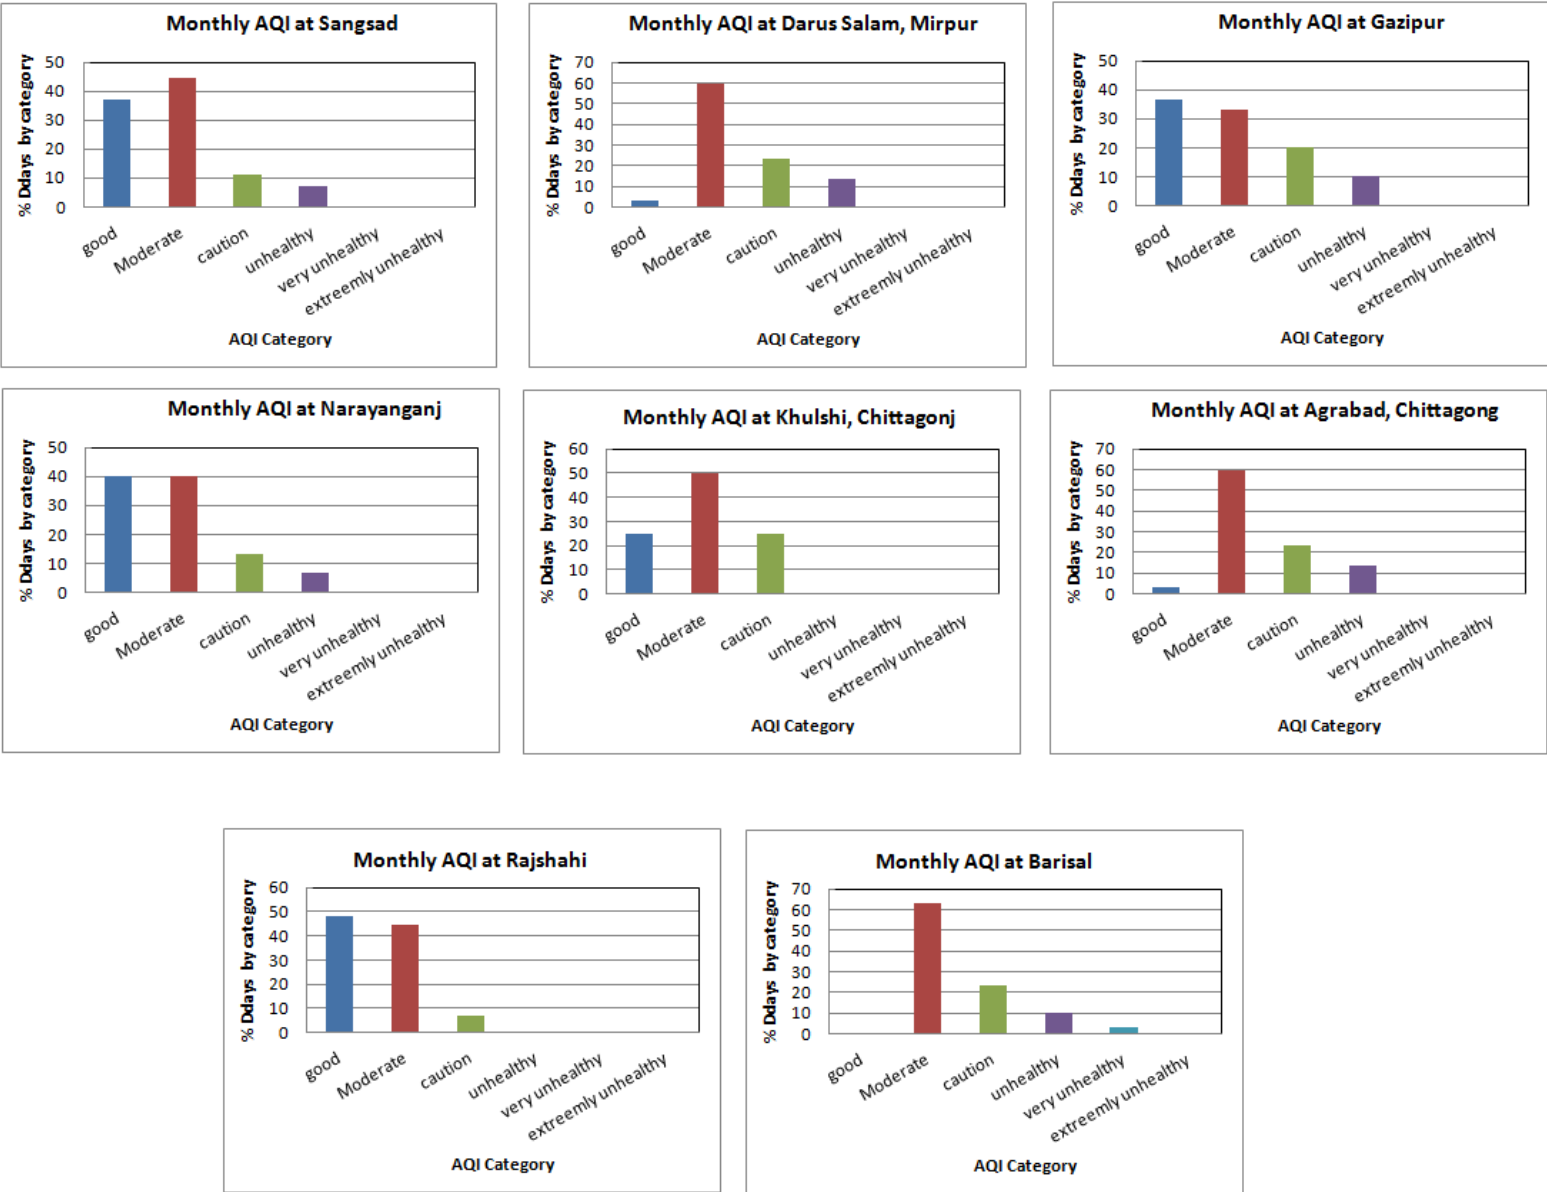 Monthly AQI at Sangsad
% Ddays by category
50
40
30
20
10
0
good
Moderate
caution
unhealthy
very unhealthy
extreemly unhealthy
AQI Category
Monthly AQI at Darus Salam, Mirpur
% Ddays by category
70
60
50
40
30
20
10
0
good
Moderate
caution
unhealthy
very unhealthy
extreemly unhealthy
AQI Category
Monthly AQI at Gazipur
% Ddays by category
50
40
30
20
10
0
good
Moderate
caution
unhealthy
very unhealthy
extreemly unhealthy
AQI Category
Monthly AQI at Narayanganj
% Ddays by category
50
40
30
20
10
0
good
Moderate
caution
unhealthy
very unhealthy
extreemly unhealthy
AQI Category
Monthly AQI at Khulshi, Chittagonj
% Ddays by category
60
50
40
30
20
10
0
good
Moderate
caution
unhealthy
very unhealthy
extreemly unhealthy
AQI Category
Monthly AQI at Agrabad, Chittagong
% Ddays by category
70
60
50
40
30
20
10
0
good
Moderate
caution
unhealthy
very unhealthy
extreemly unhealthy
AQI Category
Monthly AQI at Rajshahi
% Ddays by category
60
50
40
30
20
10
0
good
Moderate
caution
unhealthy
very unhealthy
extreemly unhealthy
AQI Category
Monthly AQI at Barisal
% Ddays by category
70
60
50
40
30
20
10
0
good
Moderate
caution
unhealthy
very unhealthy
extreemly unhealthy
AQI Category